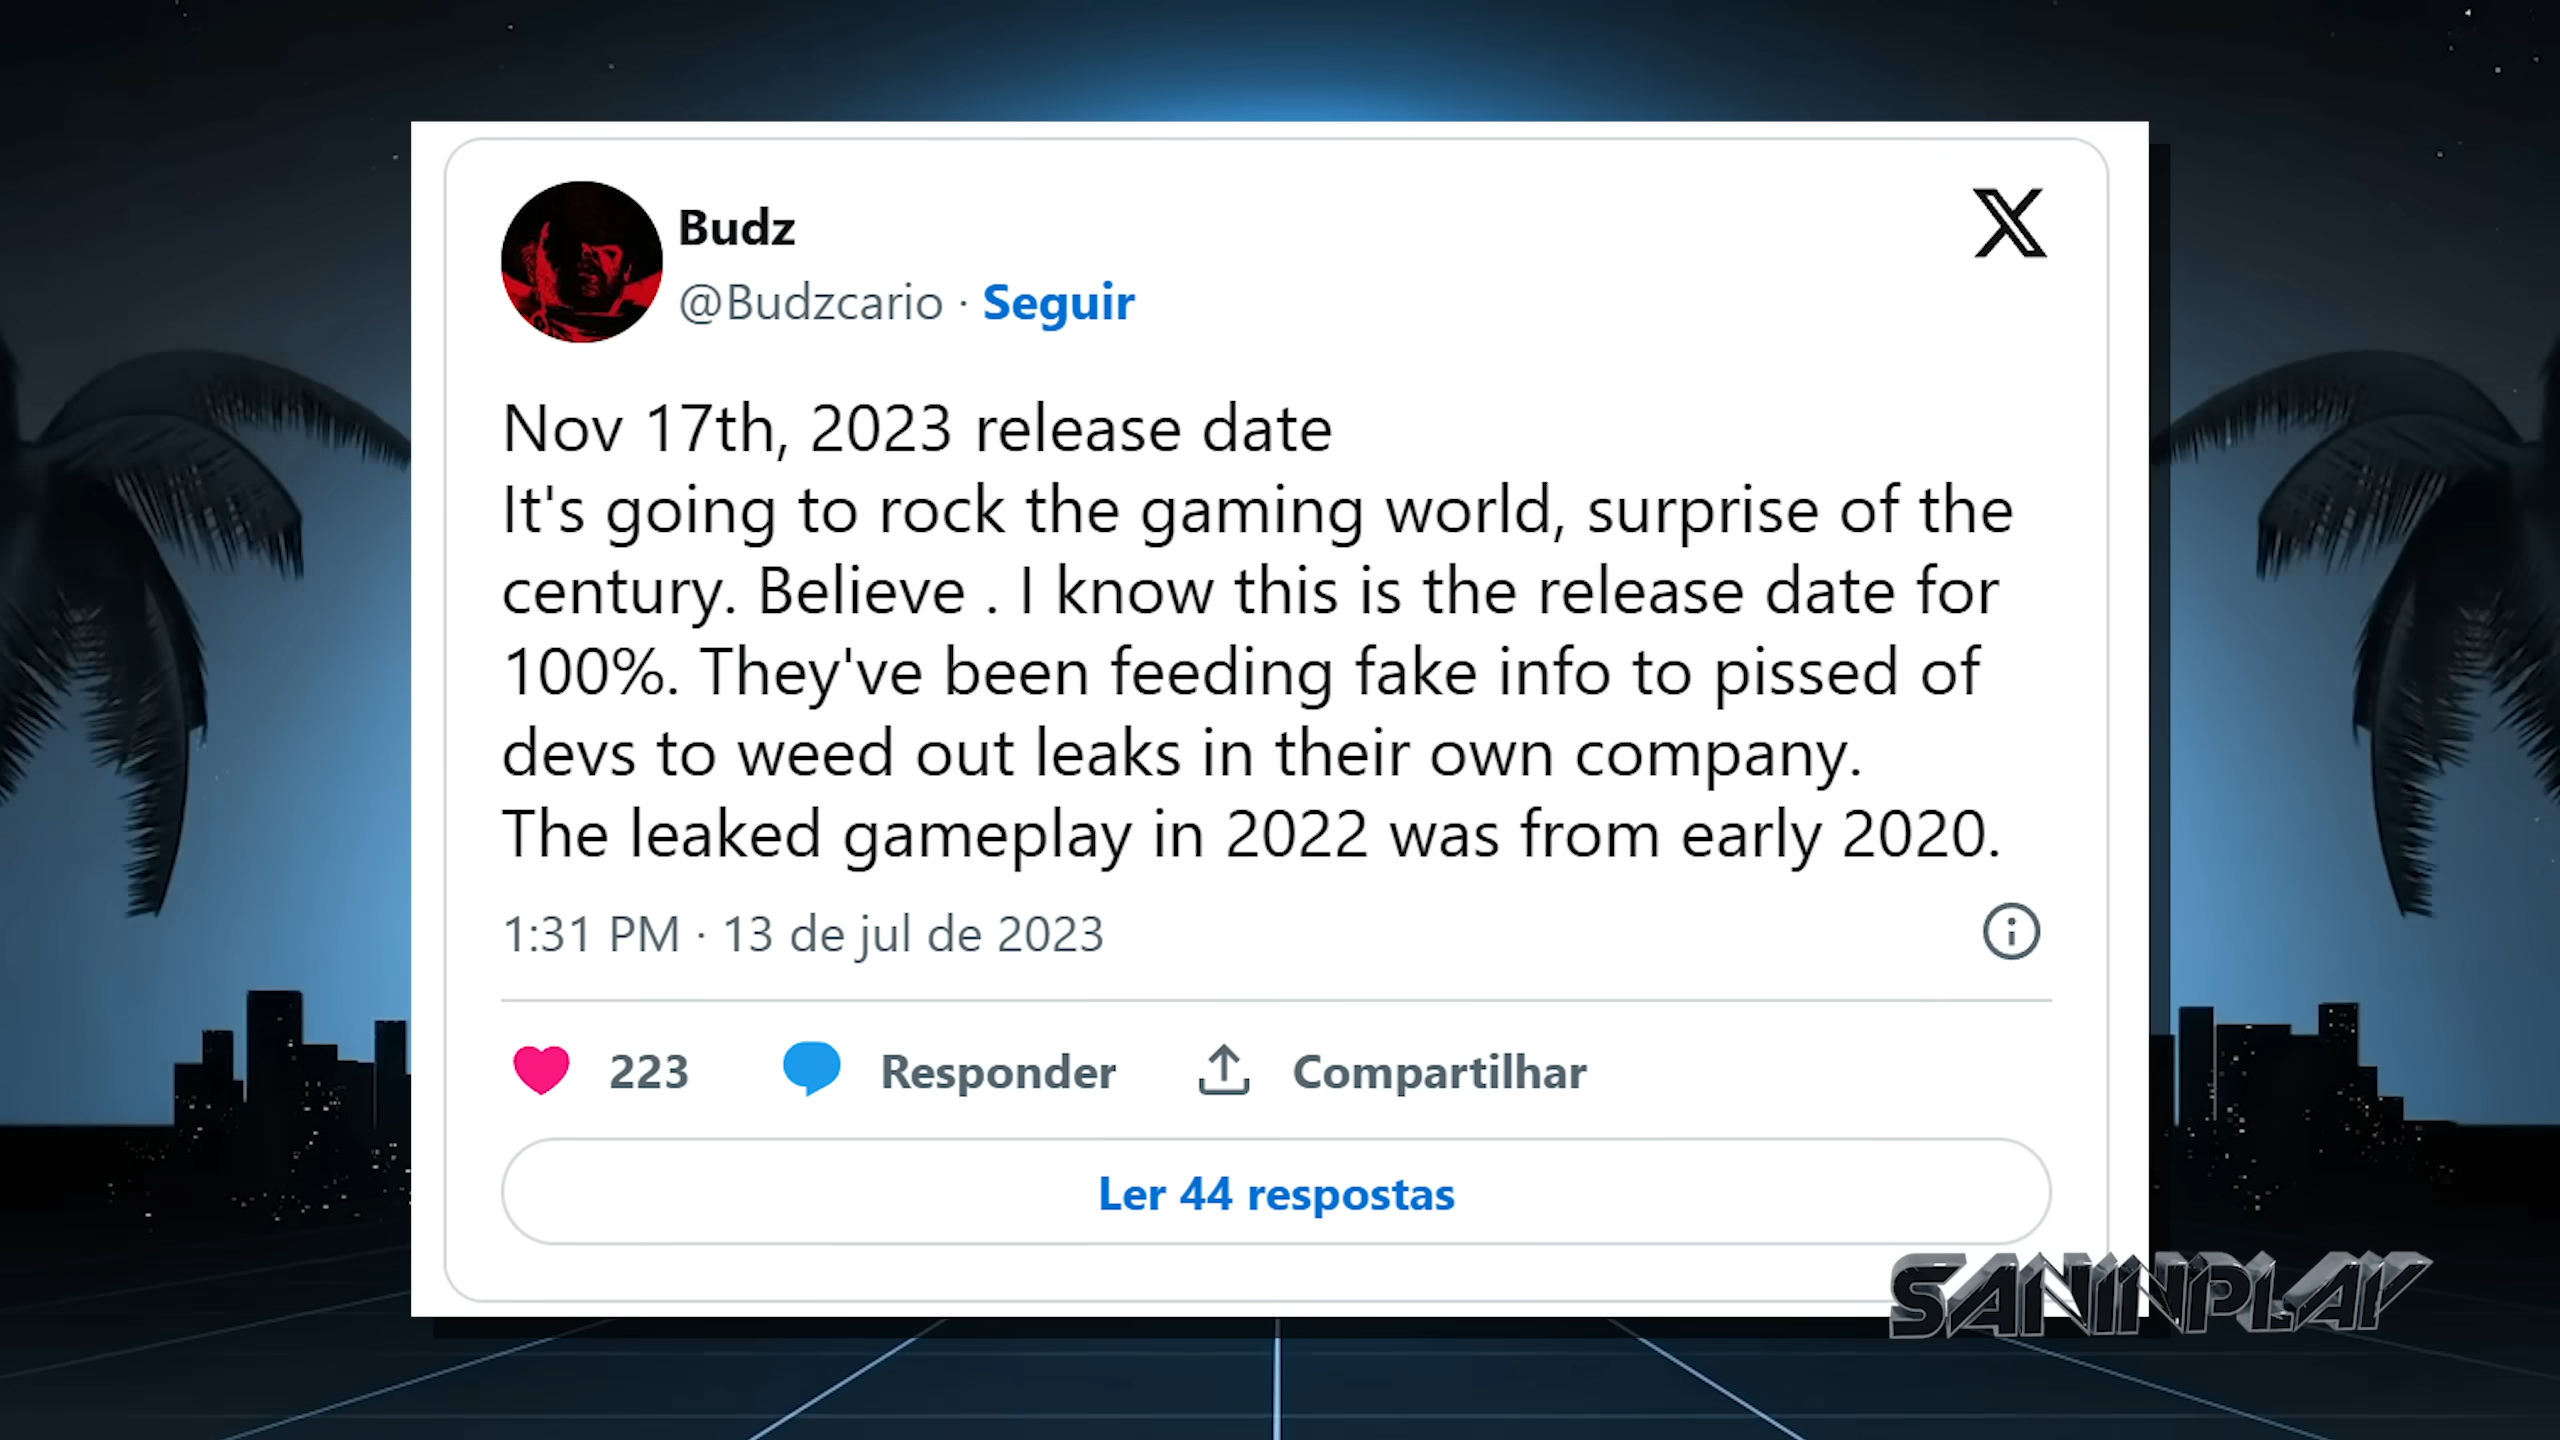 Budz
@Budzcario · Seguir
Nov 17th, 2023 release date
It's going to rock the gaming world, surprise of the
century. Believe . I know this is the release date for
100%. They've been feeding fake info to pissed of
devs to weed out leaks in their own company.
The leaked gameplay in 2022 was from early 2020.
1:31 PM · 13 de jul de 2023
223 Responder Compartilhar
Ler 44 respostas
SANINPLAY